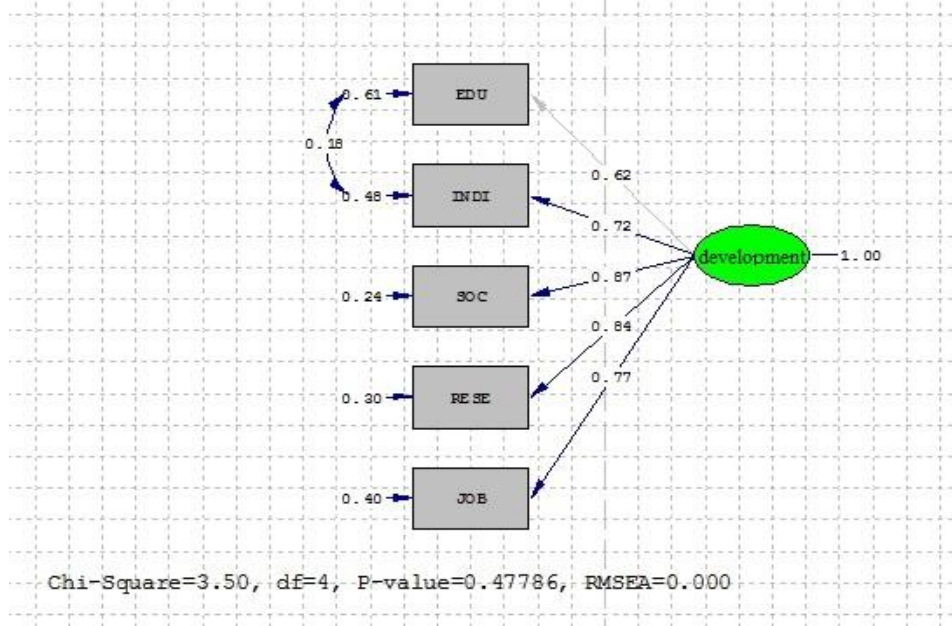 0.61 EDU
0.18
0.62
0.48 INDI
0.72
development 1.00
0.87
0.24 SOC
0.84
0.77
0.30 RESE
0.40 JOB
Chi-Square=3.50, df=4, P-value=0.47786, RMSEA=0.000